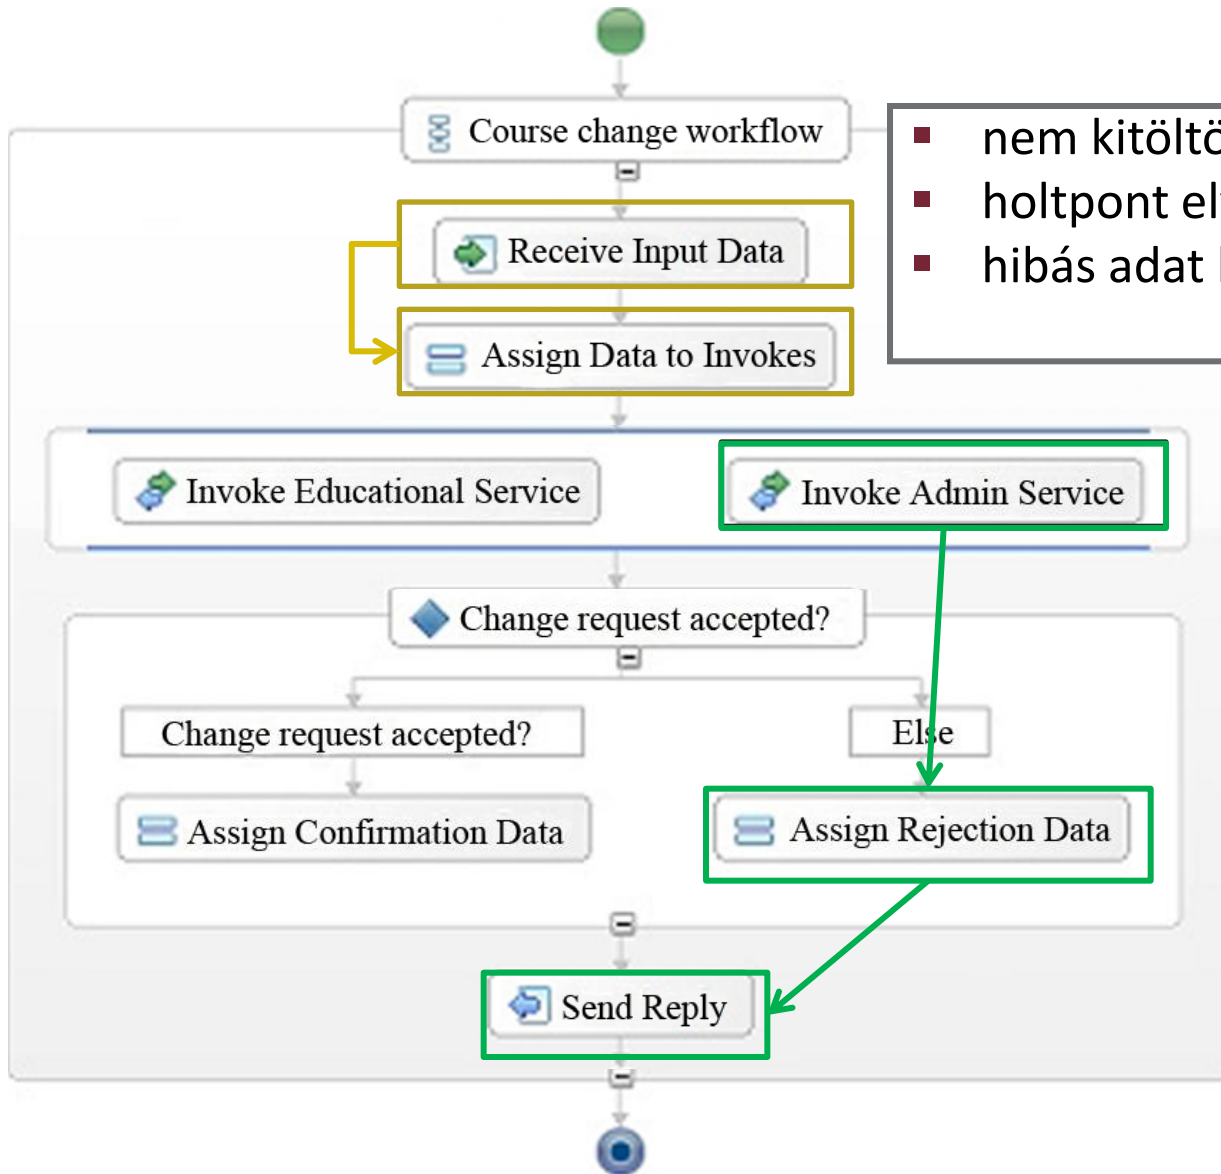 Course change workflow
nem kitöltö
holtpont el
hibás adat
Receive Input Data
Assign Data to Invokes
Invoke Educational Service
Invoke Admin Service
Change request accepted?
Change request accepted?
Else
Assign Confirmation Data
Assign Rejection Data
Send Reply